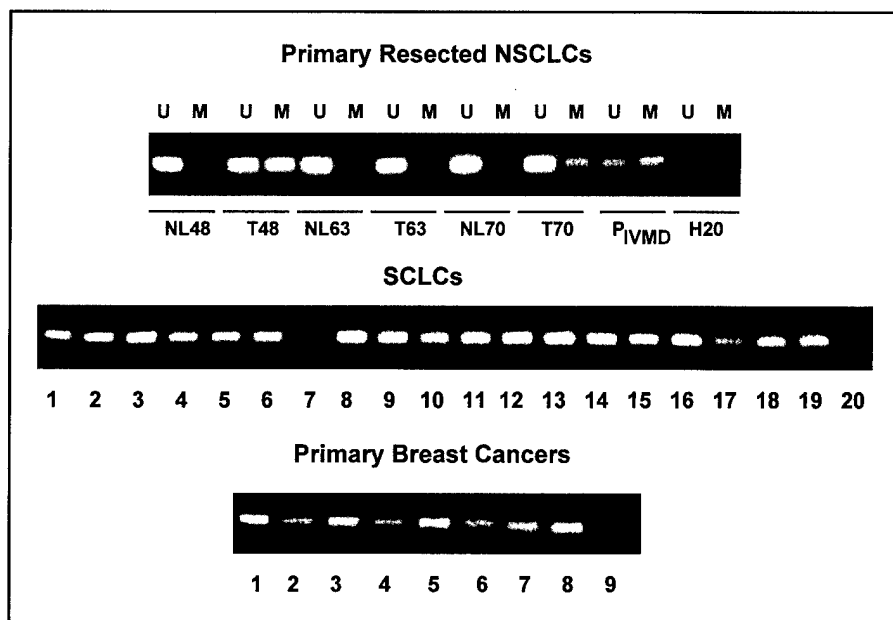 Primary Resected NSCLCs
U M U M U M U M U M U M U M U M
NL48 T48 NL63 T63 NL70 T70 PIVMD H20
SCLCs
1 2 3 4 5 6 7 8 9 10 11 12 13 14 15 16 17 18 19 20
Primary Breast Cancers
1 2 3 4 5 6 7 8 9